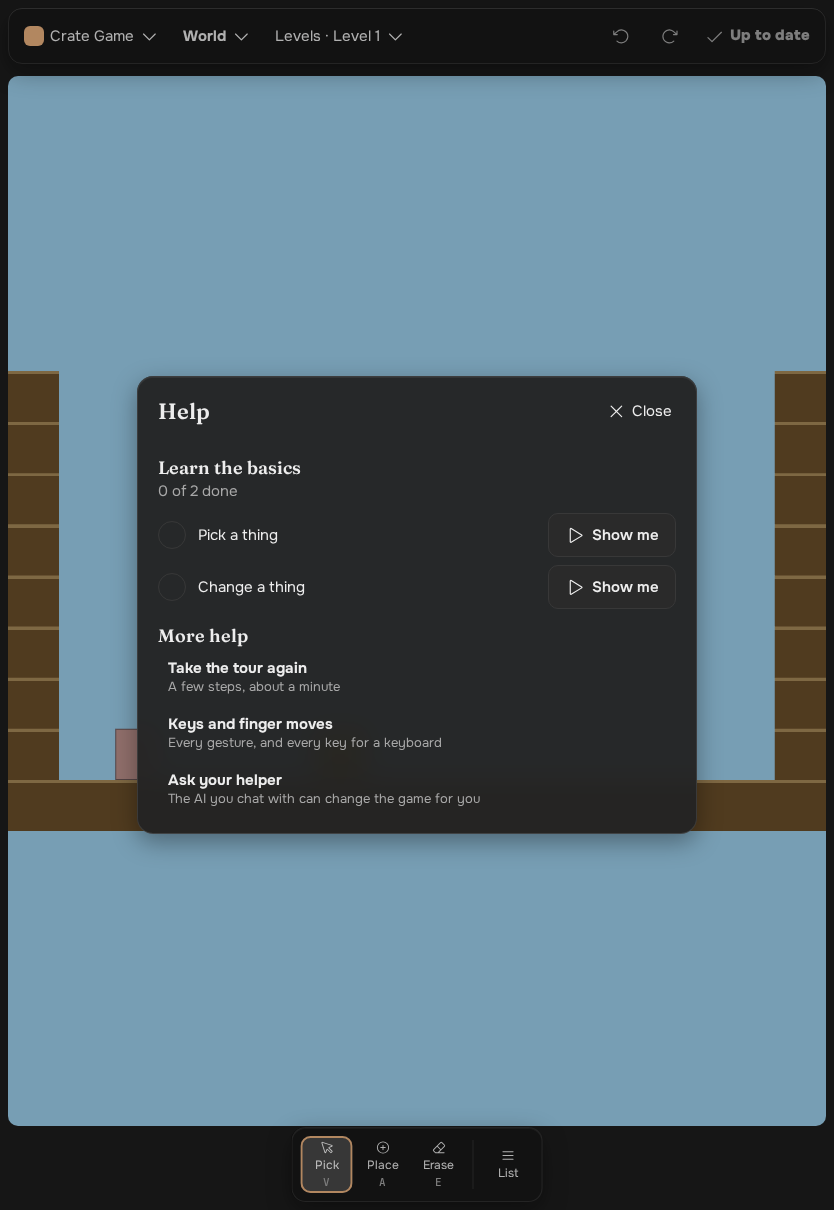 Crate Game
World
Levels · Level 1
Up to date
Help
Close
Learn the basics
0 of 2 done
Pick a thing
Show me
Change a thing
Show me
More help
Take the tour again
A few steps, about a minute
Keys and finger moves
Every gesture, and every key for a keyboard
Ask your helper
The AI you chat with can change the game for you
Pick
Place
Erase
List
V
A
E